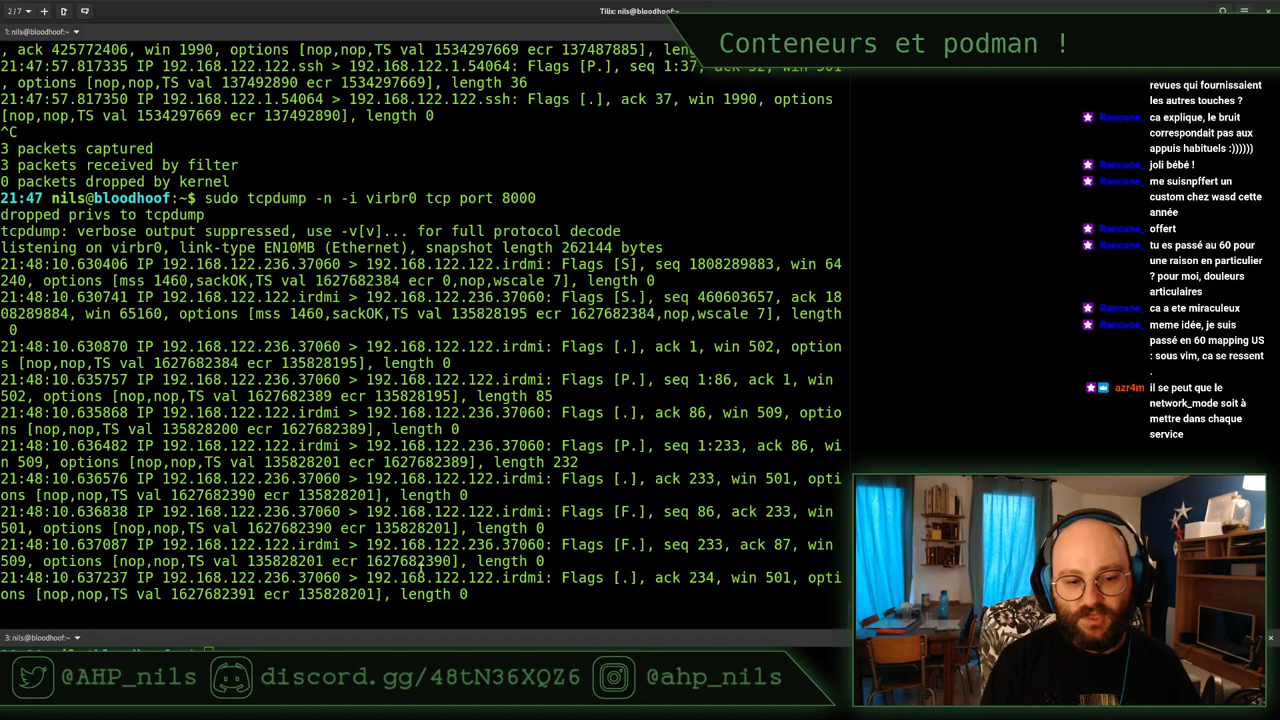 2 / 7
Tilix: nils@bloodhoof:~
1: nils@bloodhoof:~
Conteneurs et podman !
, ack 425772406, win 1990, options [nop,nop,TS val 1534297669 ecr 137487885], leng
21:47:57.817335 IP 192.168.122.122.ssh > 192.168.122.1.54064: Flags [P.], seq 1:37, ack 52, win 501
, options [nop,nop,TS val 137492890 ecr 1534297669], length 36
21:47:57.817350 IP 192.168.122.1.54064 > 192.168.122.122.ssh: Flags [.], ack 37, win 1990, options
[nop,nop,TS val 1534297669 ecr 137492890], length 0
^C
3 packets captured
3 packets received by filter
0 packets dropped by kernel
21:47 nils@bloodhoof:~$ sudo tcpdump -n -i virbr0 tcp port 8000
dropped privs to tcpdump
tcpdump: verbose output suppressed, use -v[v]... for full protocol decode
listening on virbr0, link-type EN10MB (Ethernet), snapshot length 262144 bytes
21:48:10.630406 IP 192.168.122.236.37060 > 192.168.122.122.irdmi: Flags [S], seq 1808289883, win 64
240, options [mss 1460,sackOK,TS val 1627682384 ecr 0,nop,wscale 7], length 0
21:48:10.630741 IP 192.168.122.122.irdmi > 192.168.122.236.37060: Flags [S.], seq 460603657, ack 18
08289884, win 65160, options [mss 1460,sackOK,TS val 135828195 ecr 1627682384,nop,wscale 7], length
0
21:48:10.630870 IP 192.168.122.236.37060 > 192.168.122.122.irdmi: Flags [.], ack 1, win 502, option
s [nop,nop,TS val 1627682384 ecr 135828195], length 0
21:48:10.635757 IP 192.168.122.236.37060 > 192.168.122.122.irdmi: Flags [P.], seq 1:86, ack 1, win
502, options [nop,nop,TS val 1627682389 ecr 135828195], length 85
21:48:10.635868 IP 192.168.122.122.irdmi > 192.168.122.236.37060: Flags [.], ack 86, win 509, optio
ns [nop,nop,TS val 135828200 ecr 1627682389], length 0
21:48:10.636482 IP 192.168.122.122.irdmi > 192.168.122.236.37060: Flags [P.], seq 1:233, ack 86, wi
n 509, options [nop,nop,TS val 135828201 ecr 1627682389], length 232
21:48:10.636576 IP 192.168.122.236.37060 > 192.168.122.122.irdmi: Flags [.], ack 233, win 501, opti
ons [nop,nop,TS val 1627682390 ecr 135828201], length 0
21:48:10.636838 IP 192.168.122.236.37060 > 192.168.122.122.irdmi: Flags [F.], seq 86, ack 233, win
501, options [nop,nop,TS val 1627682390 ecr 135828201], length 0
21:48:10.637087 IP 192.168.122.122.irdmi > 192.168.122.236.37060: Flags [F.], seq 233, ack 87, win
509, options [nop,nop,TS val 135828201 ecr 1627682390], length 0
21:48:10.637237 IP 192.168.122.236.37060 > 192.168.122.122.irdmi: Flags [.], ack 234, win 501, opti
ons [nop,nop,TS val 1627682391 ecr 135828201], length 0
3: nils@bloodhoof:~
revues qui fournissaient
les autres touches ?
Rancune_ ca explique, le bruit
correspondait pas aux
appuis habituels :))))))
Rancune_ joli bébé !
Rancune_ me suisnpffert un
custom chez wasd cette
année
Rancune_ offert
Rancune_ tu es passé au 60 pour
une raison en particulier
? pour moi, douleurs
articulaires
Rancune_ ca a ete miraculeux
Rancune_ meme idée, je suis
passé en 60 mapping US
: sous vim, ca se ressent
.
azr4m il se peut que le
network_mode soit à
mettre dans chaque
service
@AHP_nils
discord.gg/48tN36XQZ6
@ahp_nils